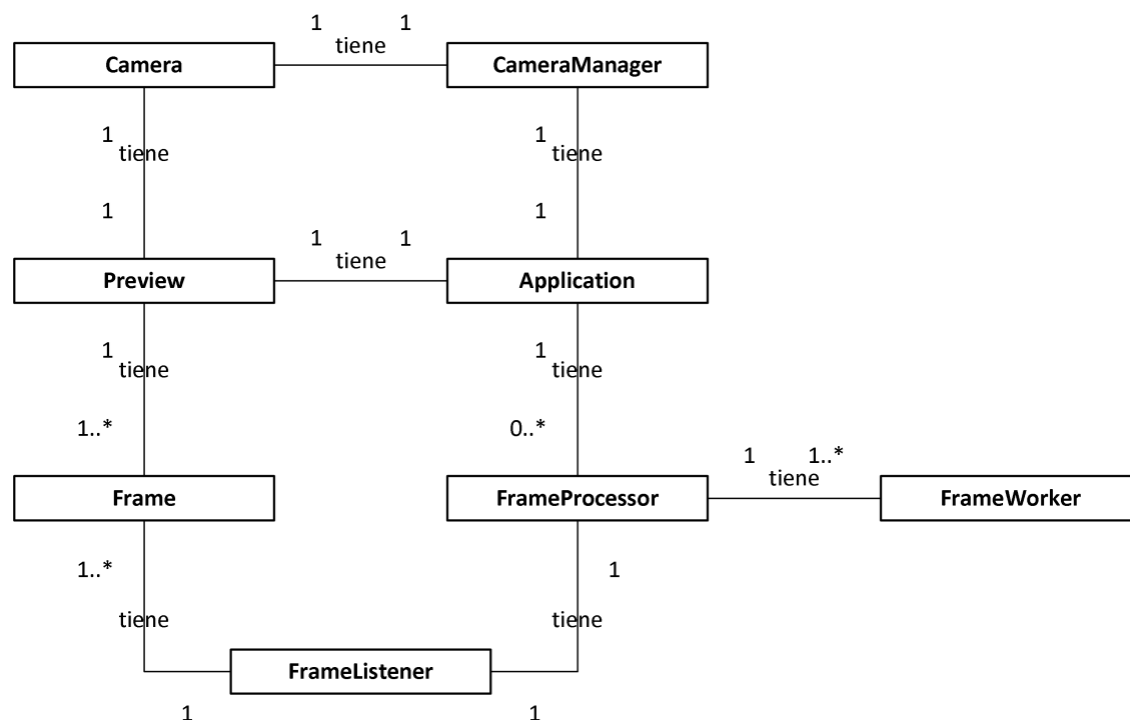 1 1
tiene
Camera CameraManager
1 1
tiene tiene
1 1
1 1
tiene
Preview Application
1 1
tiene tiene
1..* 0..*
1 1..*
tiene
Frame FrameProcessor FrameWorker
1..* 1
tiene tiene
FrameListener
1 1